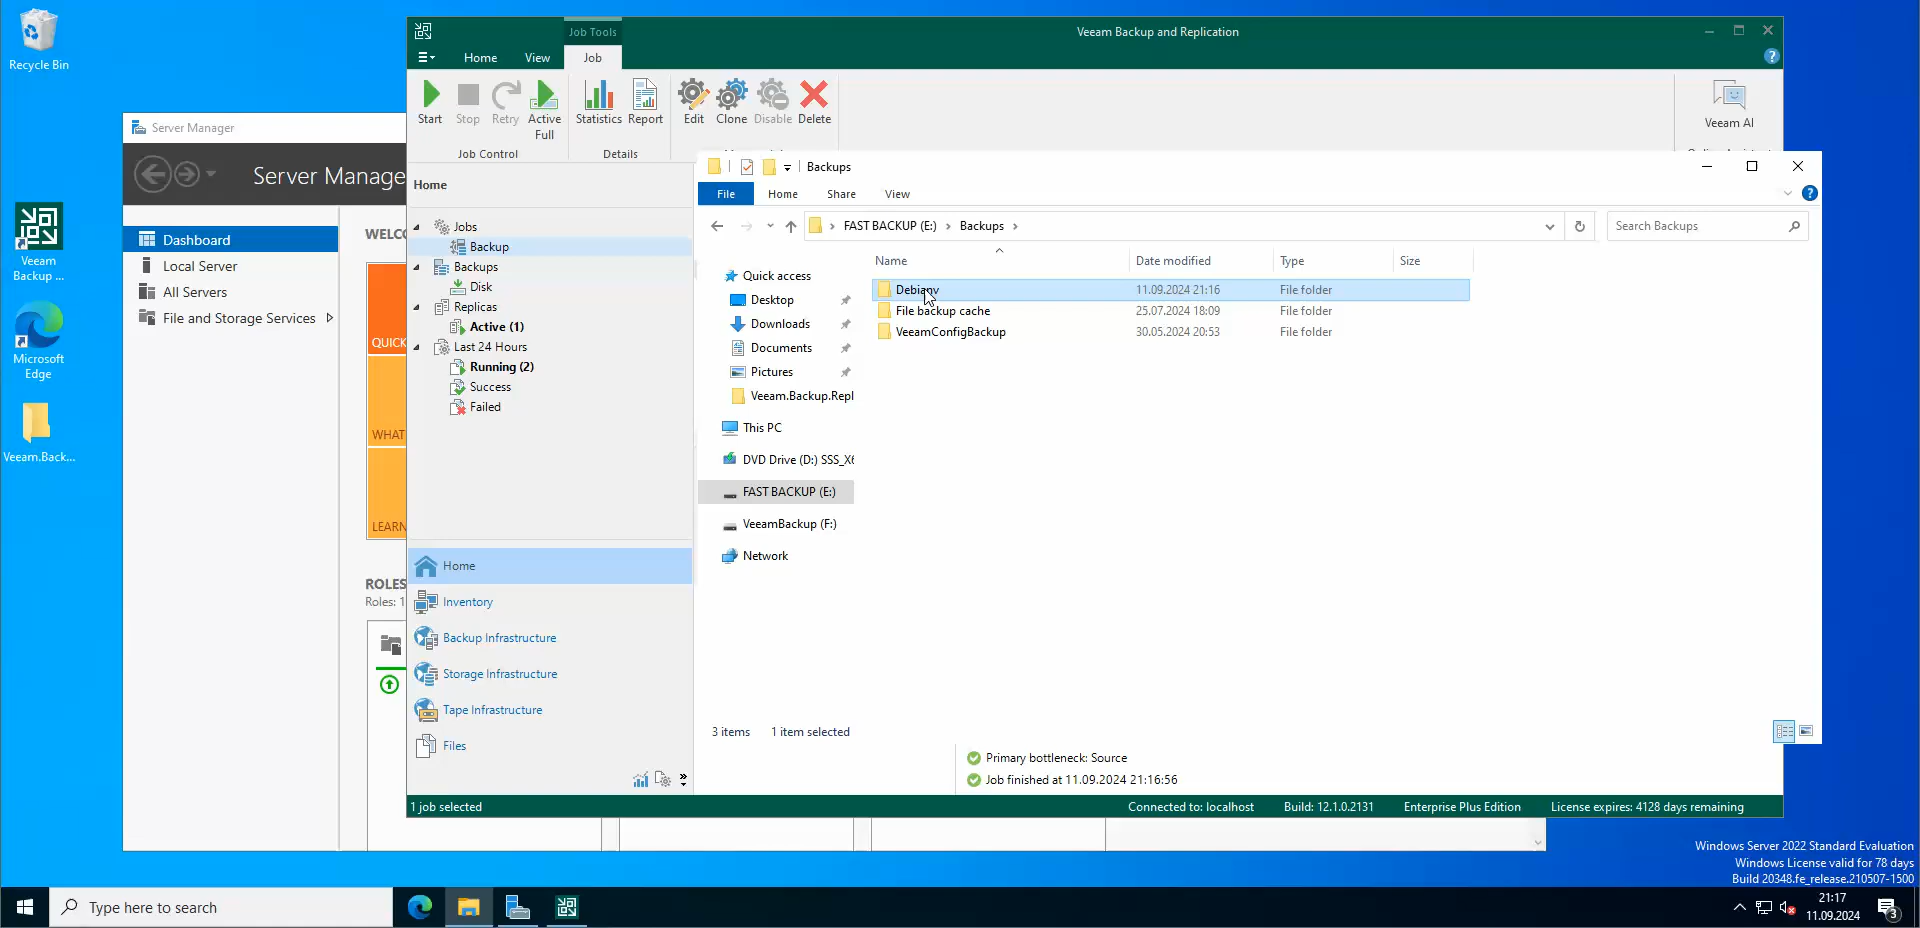 Recycle Bin
Veeam
Backup ...
Microsoft
Edge
Veeam.Back...
Server Manager
Server Manage
Dashboard
Local Server
All Servers
File and Storage Services
WELC
QUICK
WHAT
LEARN
ROLES
Roles: 1
Job Tools
Veeam Backup and Replication
Home
View
Job
Start
Stop
Retry
Active
Full
Statistics
Report
Edit
Clone
Disable
Delete
Veeam AI
Job Control
Details
Home
Jobs
Backup
Backups
Disk
Replicas
Active (1)
Last 24 Hours
Running (2)
Success
Failed
Home
Inventory
Backup Infrastructure
Storage Infrastructure
Tape Infrastructure
Files
Backups
File
Home
Share
View
FAST BACKUP (E:)
Backups
Search Backups
Quick access
Desktop
Downloads
Documents
Pictures
Veeam.Backup.Repl
This PC
DVD Drive (D:) SSS_X6
FAST BACKUP (E:)
VeeamBackup (F:)
Network
Name Date modified Type Size
Debianv 11.09.2024 21:16 File folder
File backup cache 25.07.2024 18:09 File folder
VeeamConfigBackup 30.05.2024 20:53 File folder
3 items 1 item selected
Primary bottleneck: Source
Job finished at 11.09.2024 21:16:56
1 job selected
Connected to: localhost Build: 12.1.0.2131 Enterprise Plus Edition License expires: 4128 days remaining
Windows Server 2022 Standard Evaluation
Windows License valid for 78 days
Build 20348.fe_release.210507-1500
Type here to search
21:17
11.09.2024
3